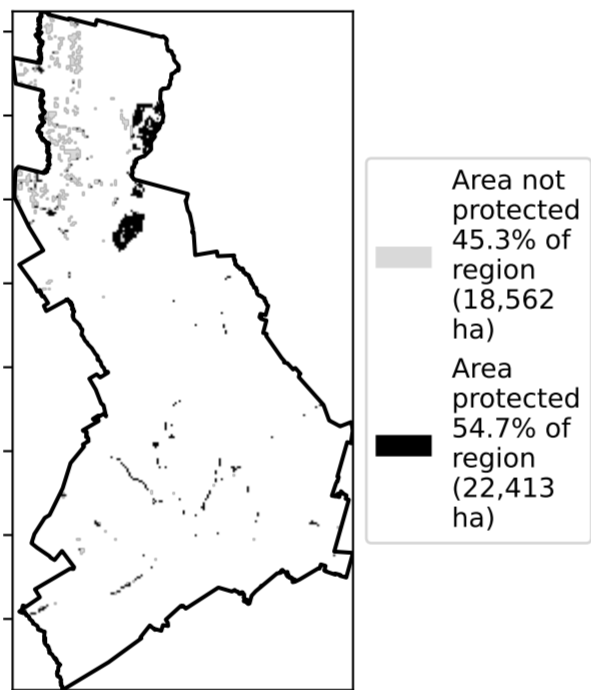 Area not
protected
45.3% of
region
(18,562
ha)
Area
protected
54.7% of
region
(22,413
ha)